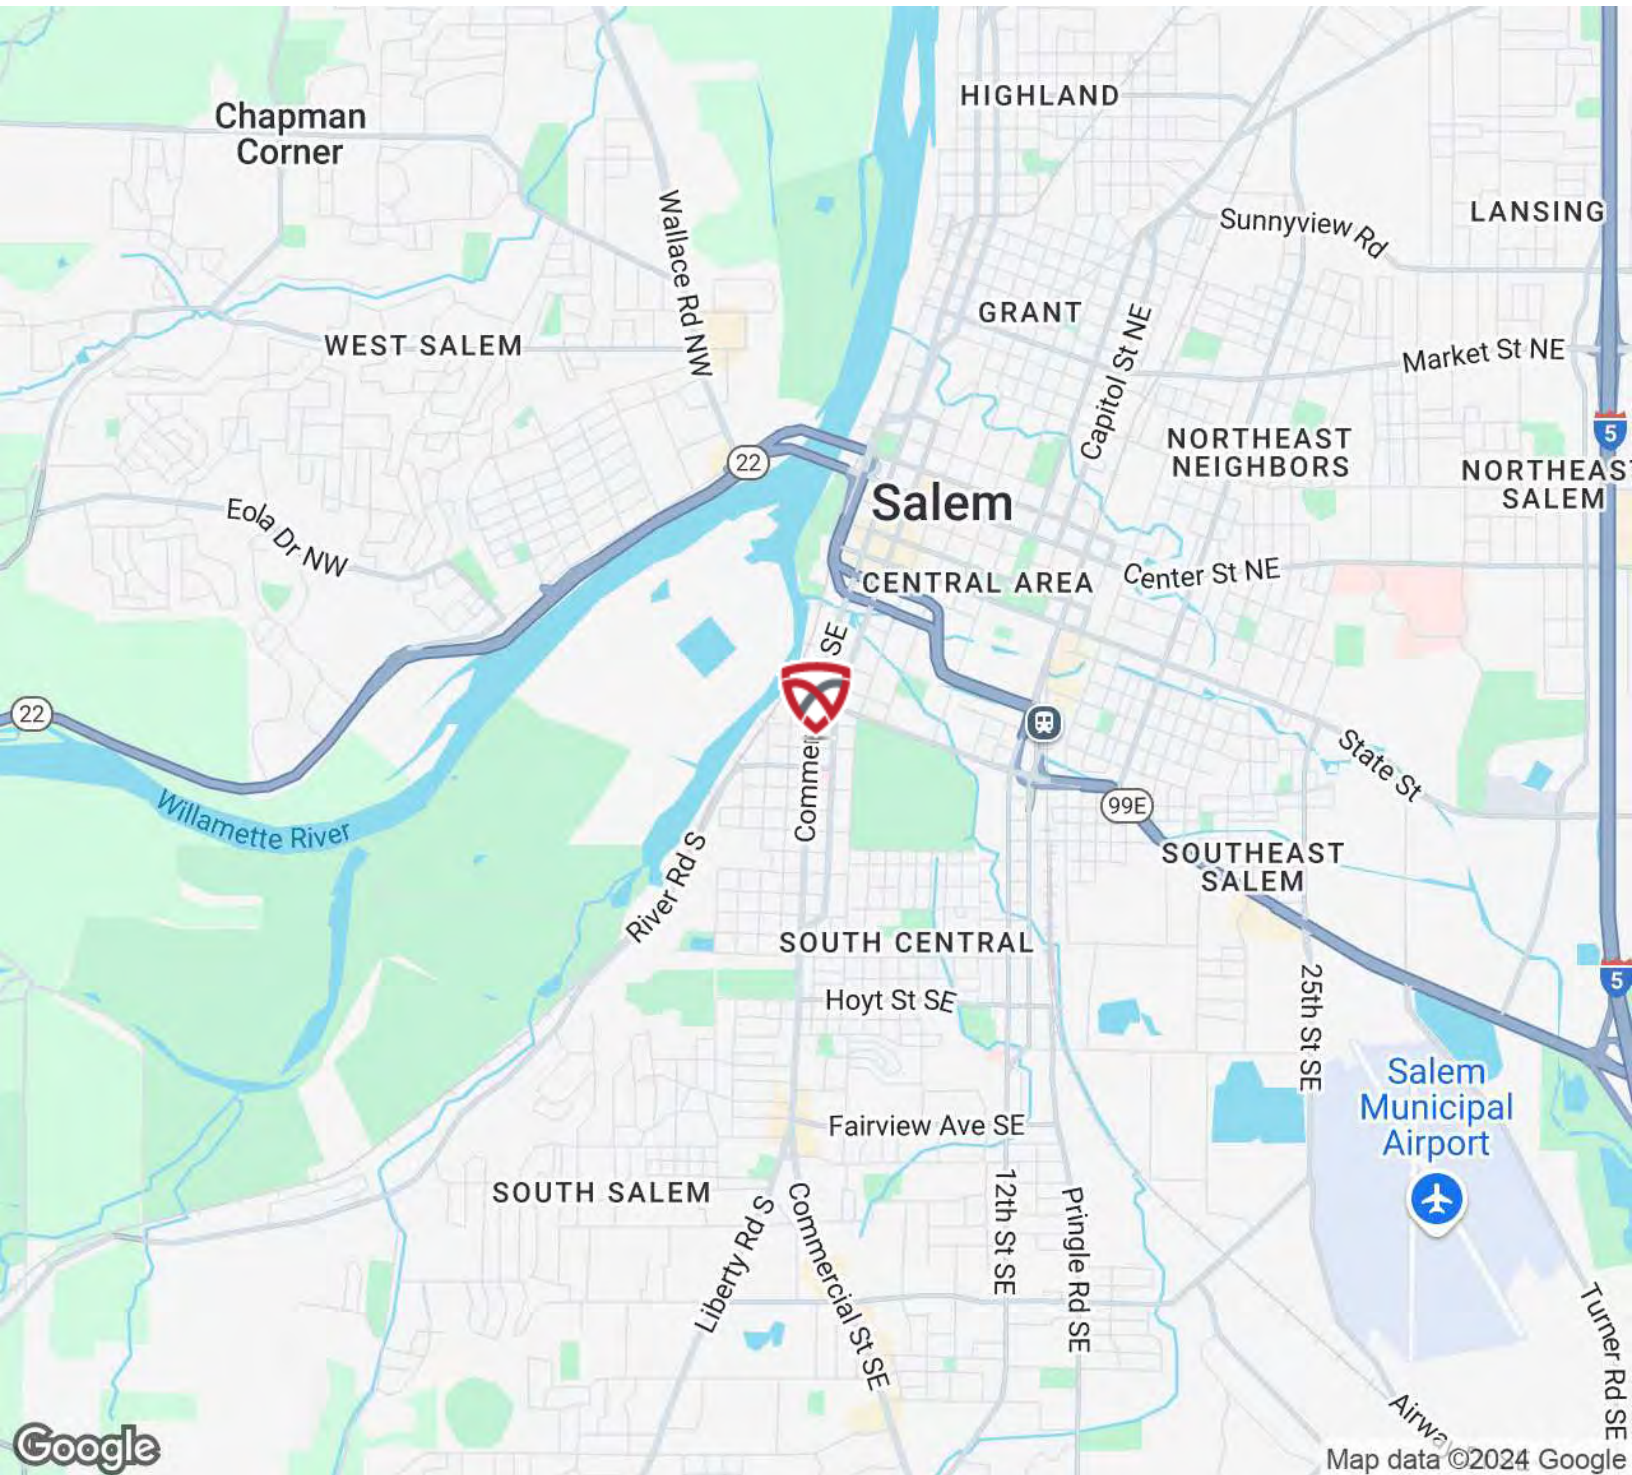 HIGHLAND
Chapman
Corner
LANSING
Sunnyview Rd
Wallace Rd NW
GRANT
WEST SALEM
Capitol St NE
Market St NE
5
NORTHEAST
NEIGHBORS
22
NORTHEAST
SALEM
Salem
Eola Dr NW
CENTRAL AREA
Center St NE
SE
22
State St
Commer
99E
Willamette River
SOUTHEAST
SALEM
River Rd S
SOUTH CENTRAL
5
Hoyt St SE
25th St SE
Salem
Municipal
Airport
Fairview Ave SE
SOUTH SALEM
12th St SE
Pringle Rd SE
Liberty Rd S
Commercial St SE
Turner Rd SE
Google
Map data ©2024 Google